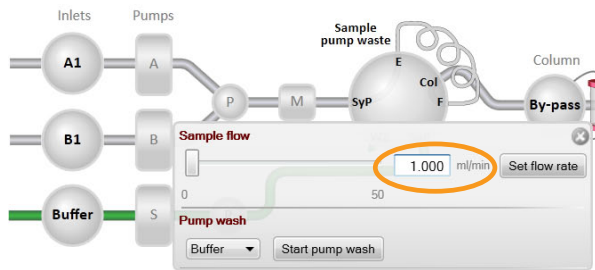 Inlets Pumps
Sample
pump waste
Column
E
A1 A
Col
SyP F
P M
By-pass
B1 B
Sample flow
1.000 ml/min Set flow rate
0 50
Buffer S
Pump wash
Buffer Start pump wash